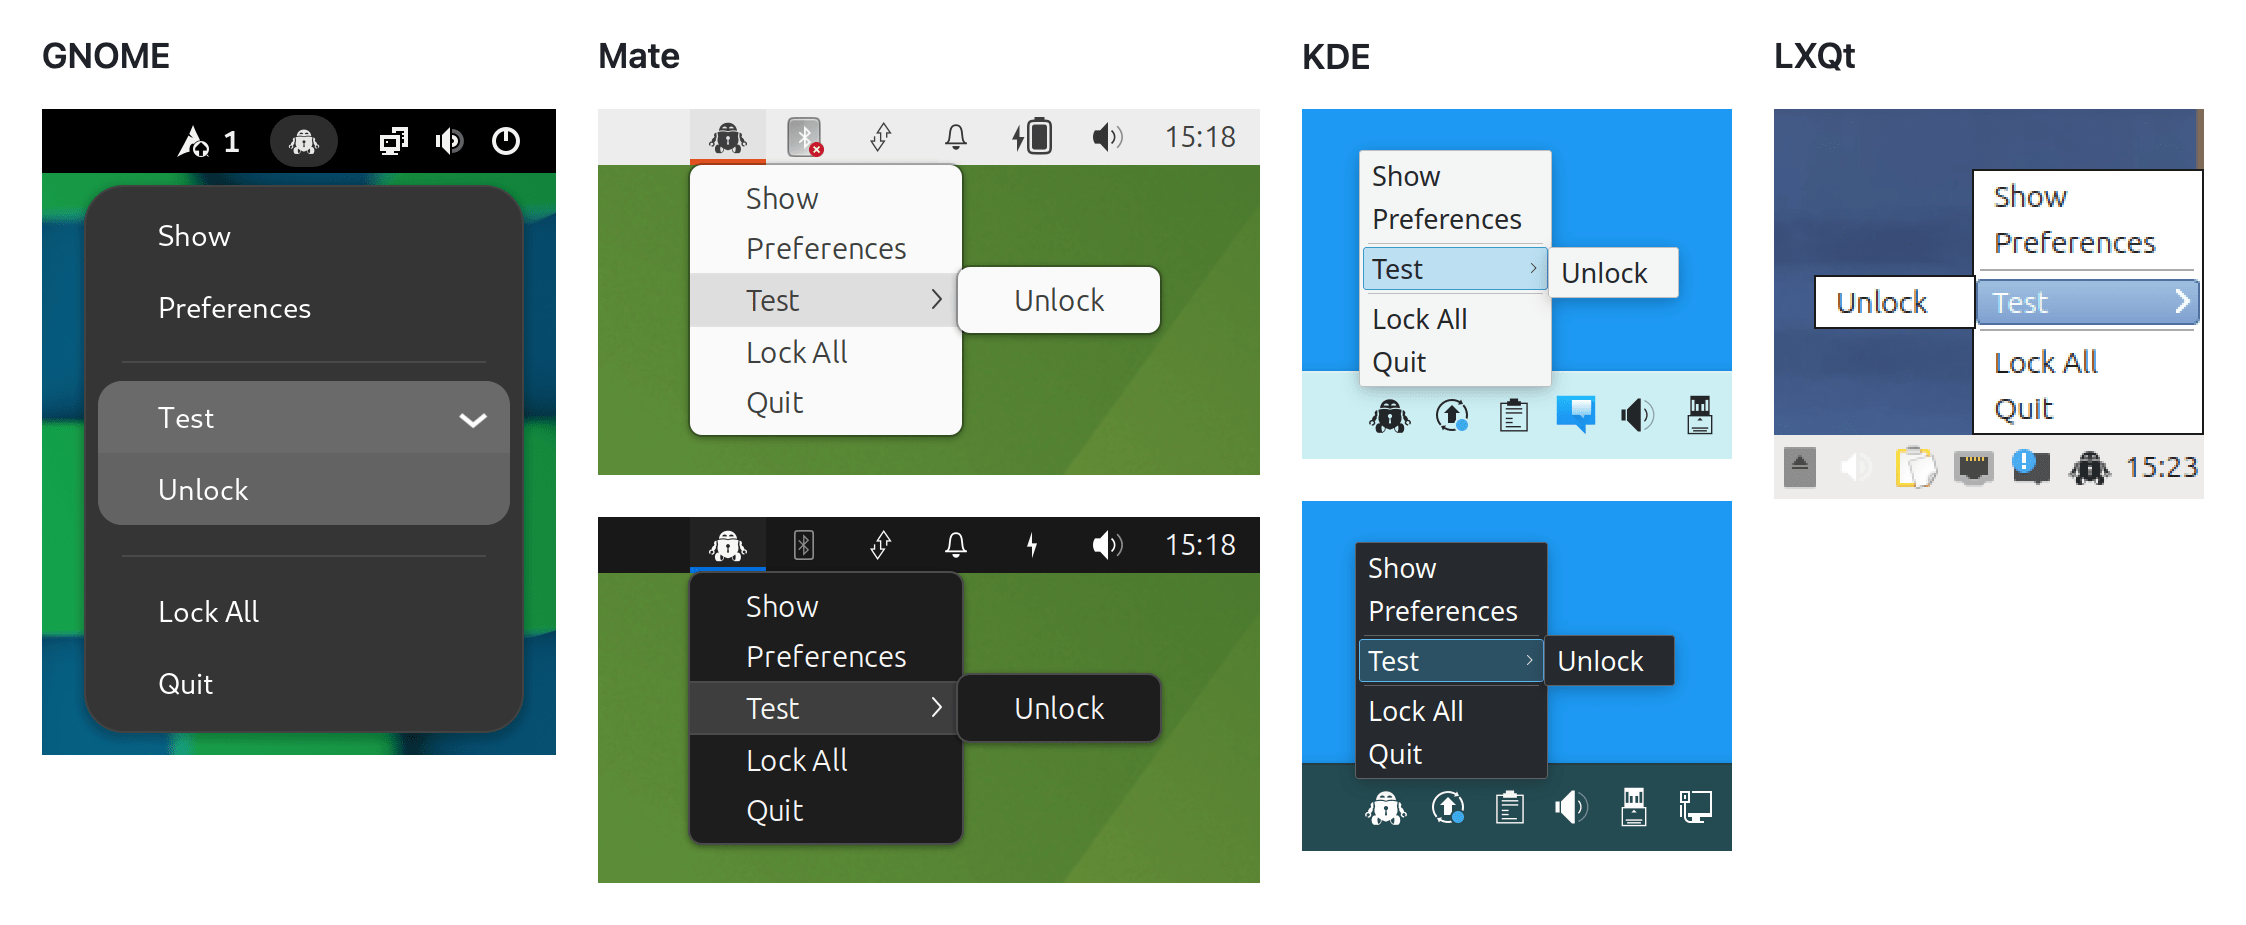 GNOME
1
Show
Preferences
Test
Unlock
Lock All
Quit
Mate
15:18
Show
Preferences
Test
Unlock
Lock All
Quit
15:18
Show
Preferences
Test
Unlock
Lock All
Quit
KDE
Show
Preferences
Test
Unlock
Lock All
Quit
Show
Preferences
Test
Unlock
Lock All
Quit
LXQt
Show
Preferences
Unlock
Test
Lock All
Quit
15:23